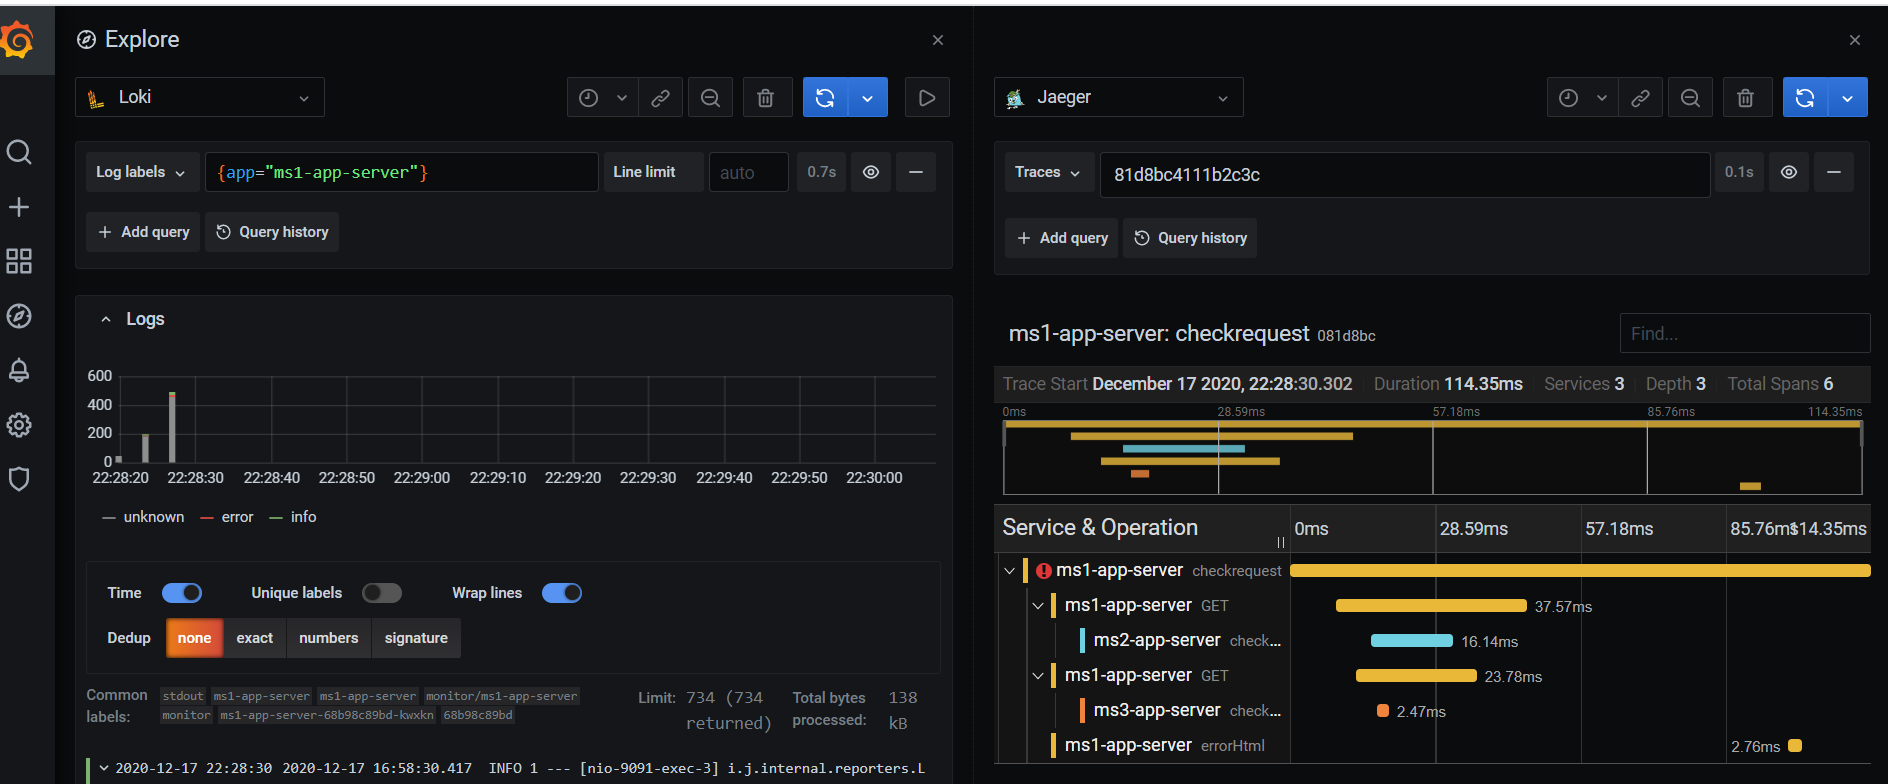 Explore
Loki
Log labels {app="ms1-app-server"} Line limit auto 0.7s
Add query Query history
Logs
600
400
200
0
22:28:20 22:28:30 22:28:40 22:28:50 22:29:00 22:29:10 22:29:20 22:29:30 22:29:40 22:29:50 22:30:00
unknown error info
Time Unique labels Wrap lines
Dedup none exact numbers signature
Common labels: stdout ms1-app-server ms1-app-server monitor/ms1-app-server
monitor ms1-app-server-68b98c89bd-kwxkn 68b98c89bd
Limit: 734 (734 returned)
Total bytes processed: 138 kB
2020-12-17 22:28:30 2020-12-17 16:58:30.417 INFO 1 --- [nio-9091-exec-3] i.j.internal.reporters.L
Jaeger
Traces 81d8bc4111b2c3c 0.1s
Add query Query history
ms1-app-server: checkrequest 081d8bc Find...
Trace Start December 17 2020, 22:28:30.302 Duration 114.35ms Services 3 Depth 3 Total Spans 6
0ms 28.59ms 57.18ms 85.76ms 114.35ms
Service & Operation 0ms 28.59ms 57.18ms 85.76ms 114.35ms
ms1-app-server checkrequest
ms1-app-server GET 37.57ms
ms2-app-server check... 16.14ms
ms1-app-server GET 23.78ms
ms3-app-server check... 2.47ms
ms1-app-server errorHtml 2.76ms